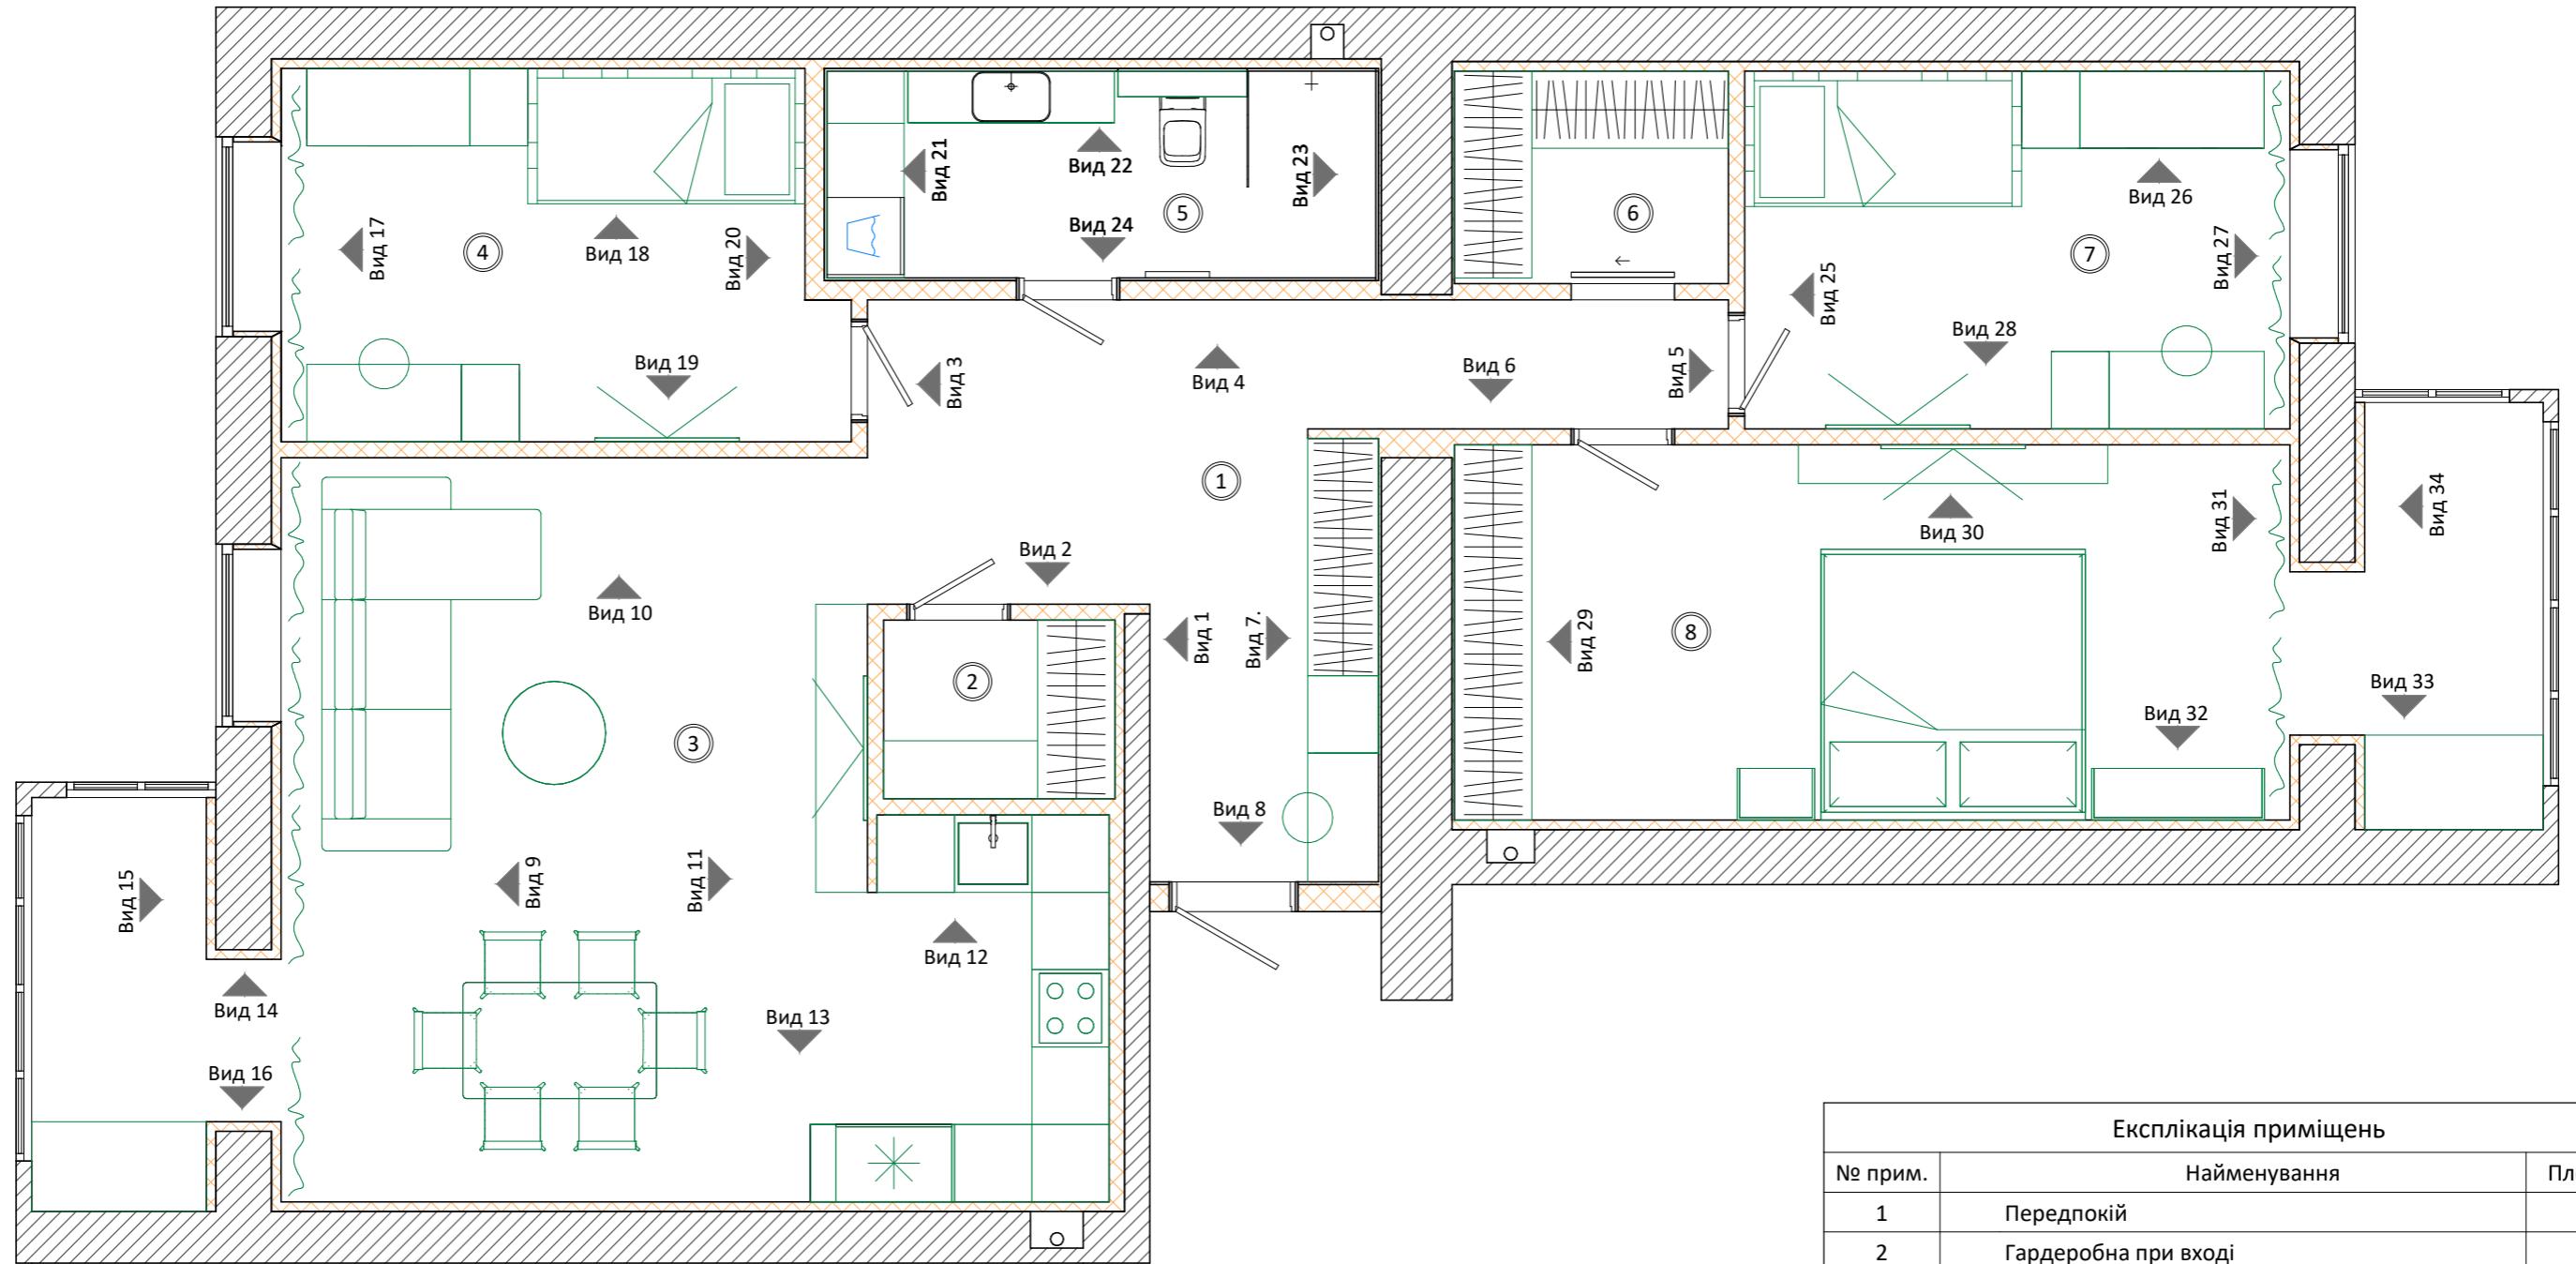 Вид 21
Вид 22
Вид 23
Вид 24
5
6
Вид 26
Вид 17
4
Вид 18
Вид 20
Вид 25
7
Вид 27
Вид 19
Вид 3
Вид 4
Вид 6
Вид 5
Вид 28
1
Вид 2
Вид 10
Вид 1
Вид 7.
Вид 29
8
Вид 30
Вид 31
Вид 34
2
3
Вид 33
Вид 32
Вид 8
Вид 15
Вид 9
Вид 11
Вид 12
Вид 14
Вид 13
Вид 16
Експлікація приміщень
№ прим. Найменування Пл
1 Передпокій
2 Гардеробна при вході